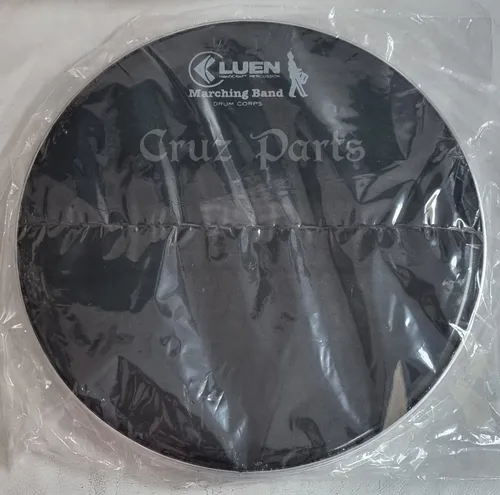 LUEN
Marching Band
DRUM CORPS
Cruz Parts